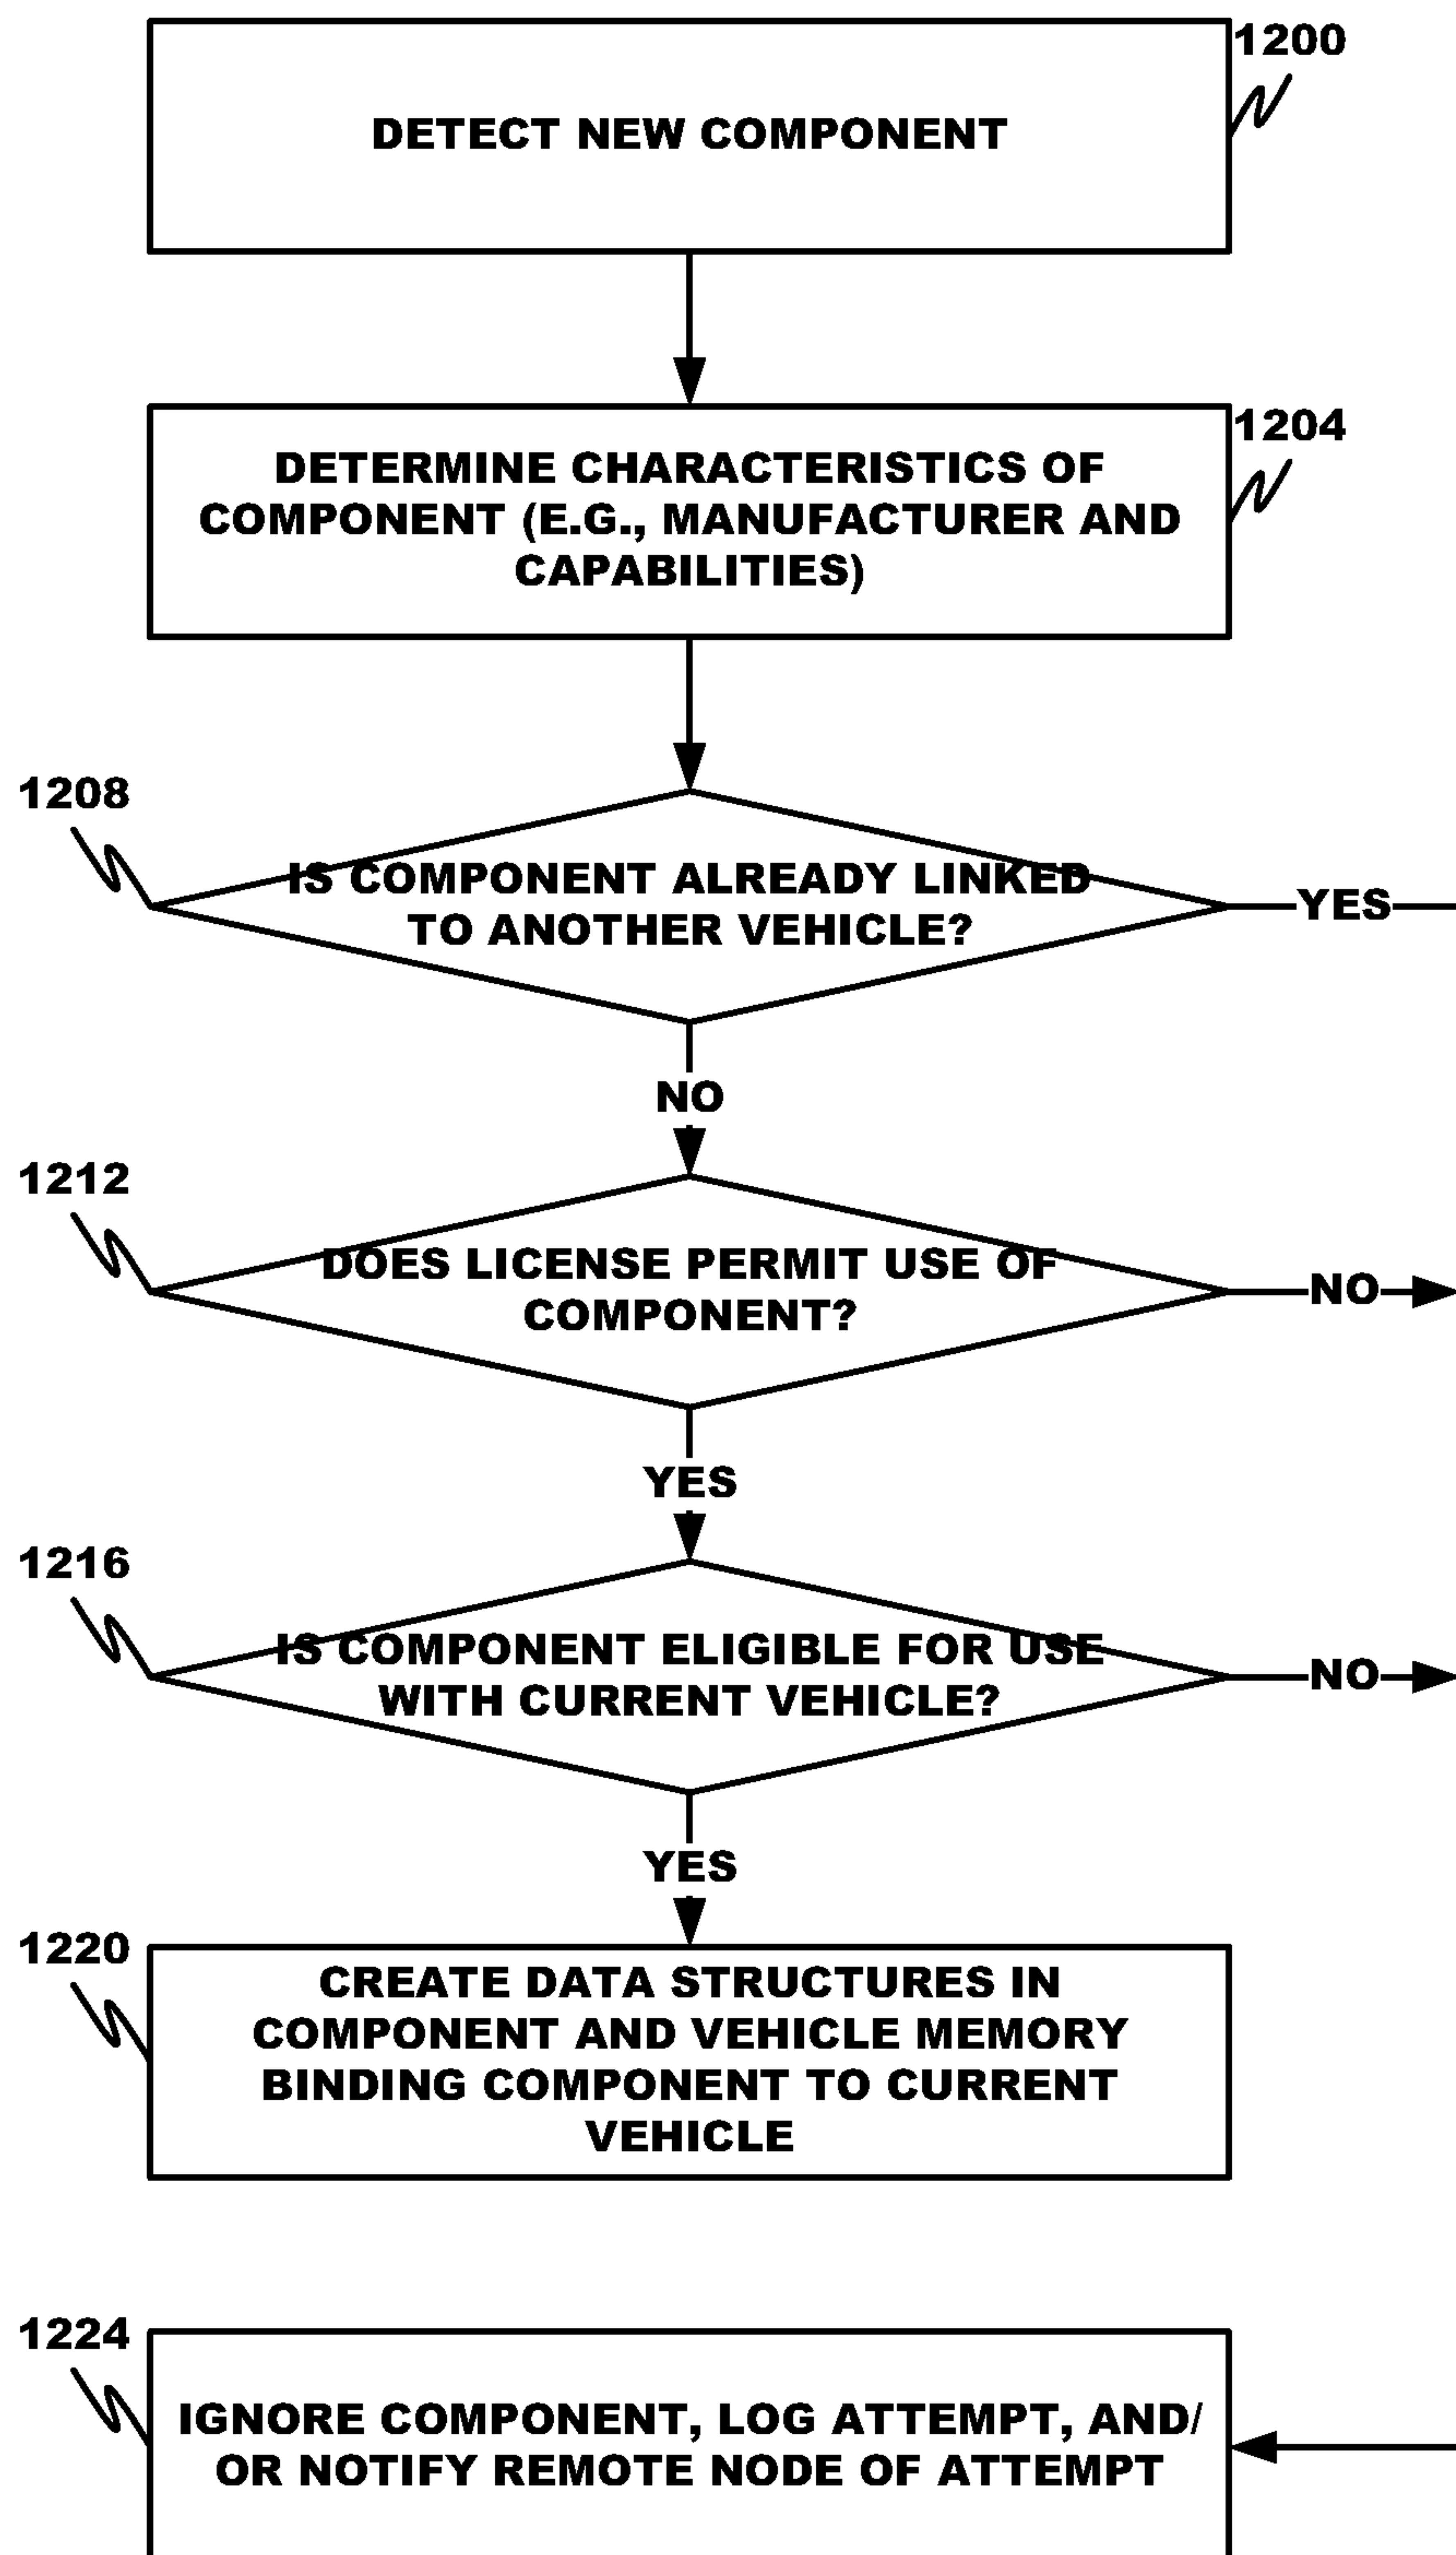 1200
DETECT NEW COMPONENT
1204
DETERMINE CHARACTERISTICS OF
COMPONENT (E.G., MANUFACTURER AND
CAPABILITIES)
1208
IS COMPONENT ALREADY LINKED
TO ANOTHER VEHICLE?
YES
NO
1212
DOES LICENSE PERMIT USE OF
COMPONENT?
NO
YES
1216
IS COMPONENT ELIGIBLE FOR USE
WITH CURRENT VEHICLE?
NO
YES
1220
CREATE DATA STRUCTURES IN
COMPONENT AND VEHICLE MEMORY
BINDING COMPONENT TO CURRENT
VEHICLE
1224
IGNORE COMPONENT, LOG ATTEMPT, AND/
OR NOTIFY REMOTE NODE OF ATTEMPT